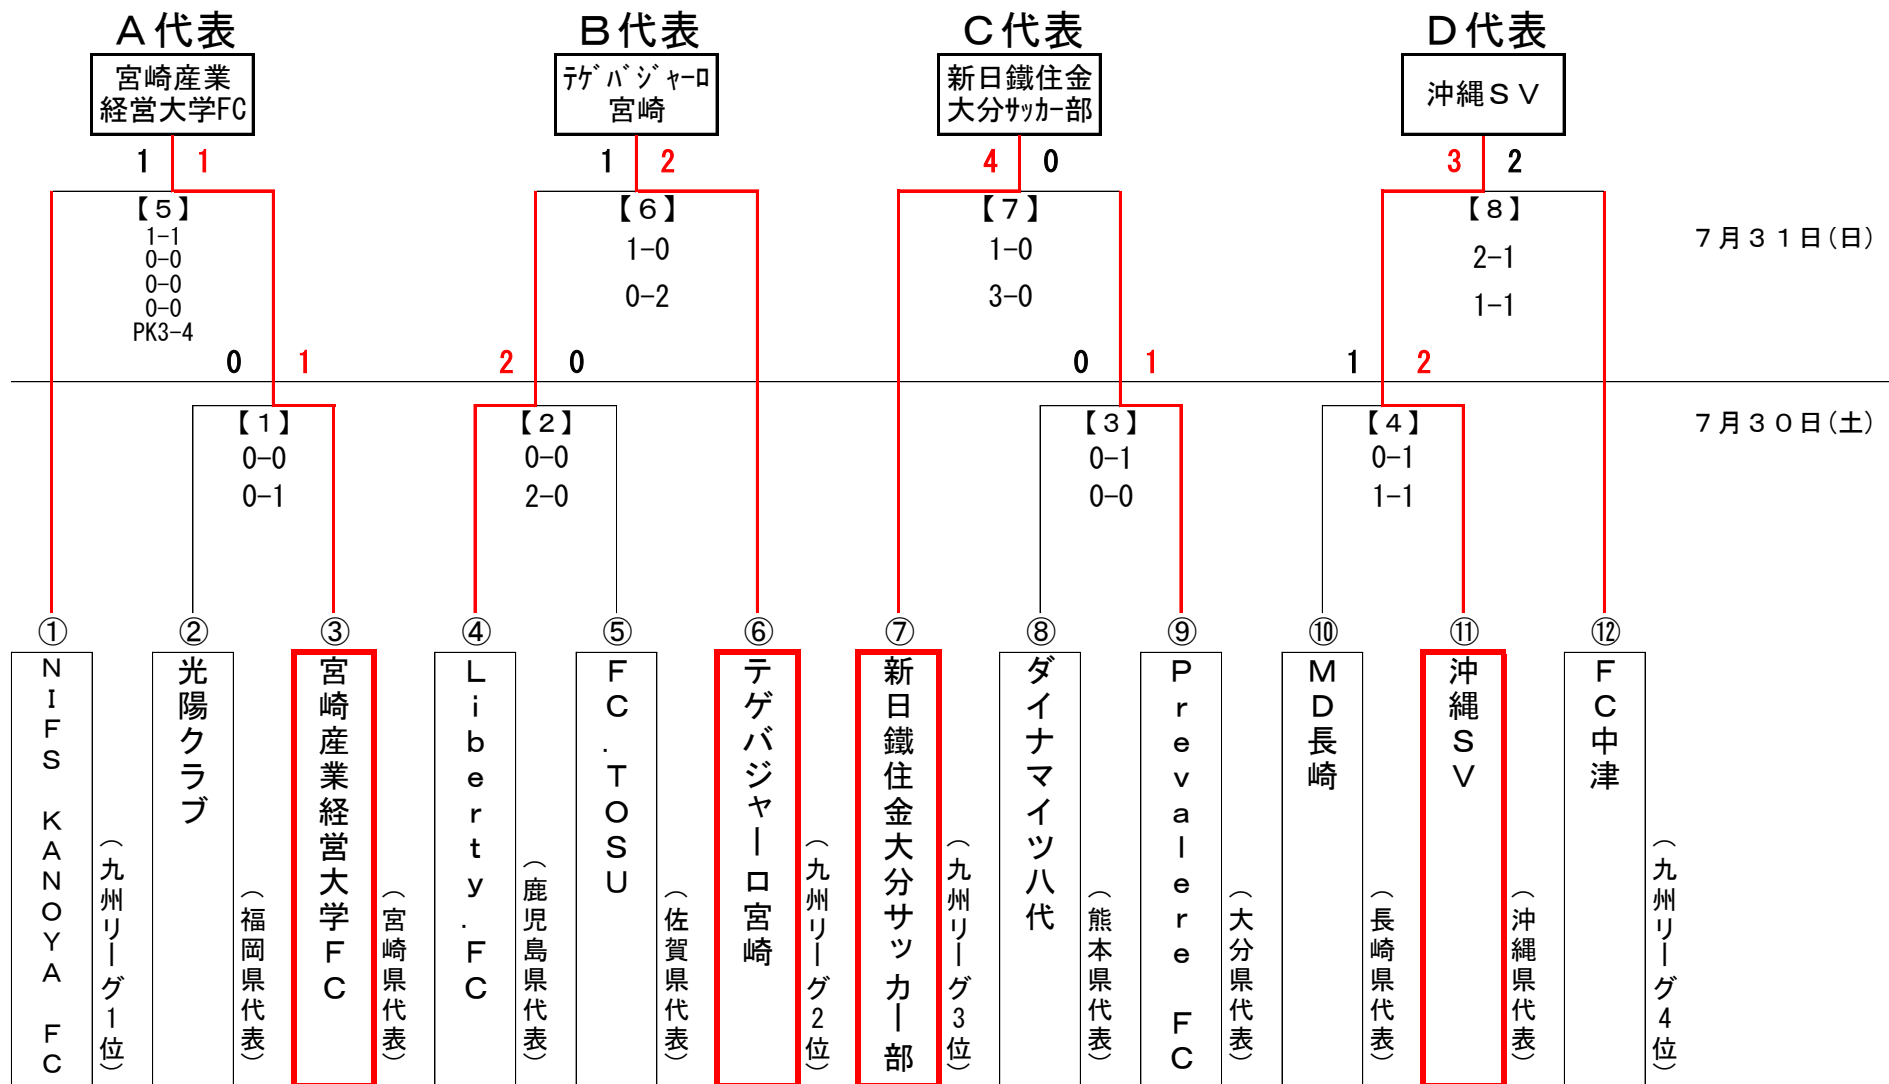 A代表
B代表
C代表
D代表
宮崎産業
経営大学FC
ﾃｹﾞﾊﾞｼﾞｬｰﾛ
宮崎
新日鐵住金
大分ｻｯｶｰ部
沖縄SV
1 1
1 2
4 0
3 2
【5】
1-1
0-0
0-0
0-0
PK3-4
【6】
1-0
0-2
【7】
1-0
3-0
【8】
2-1
1-1
7月31日(日)
0 1
2 0
0 1
1 2
【1】
0-0
0-1
【2】
0-0
2-0
【3】
0-1
0-0
【4】
0-1
1-1
7月30日(土)
①
NIFS KANOYA FC
(九州リーグ1位)
②
光陽クラブ
(福岡県代表)
③
宮崎産業経営大学FC
(宮崎県代表)
④
Liberty.FC
(鹿児島県代表)
⑤
FC.TOSU
(佐賀県代表)
⑥
テゲバジャーロ宮崎
(九州リーグ2位)
⑦
新日鐵住金大分サッカー部
(九州リーグ3位)
⑧
ダイナマイツ八代
(熊本県代表)
⑨
Prevalere FC
(大分県代表)
⑩
MD長崎
(長崎県代表)
⑪
沖縄SV
(沖縄県代表)
⑫
FC中津
(九州リーグ4位)